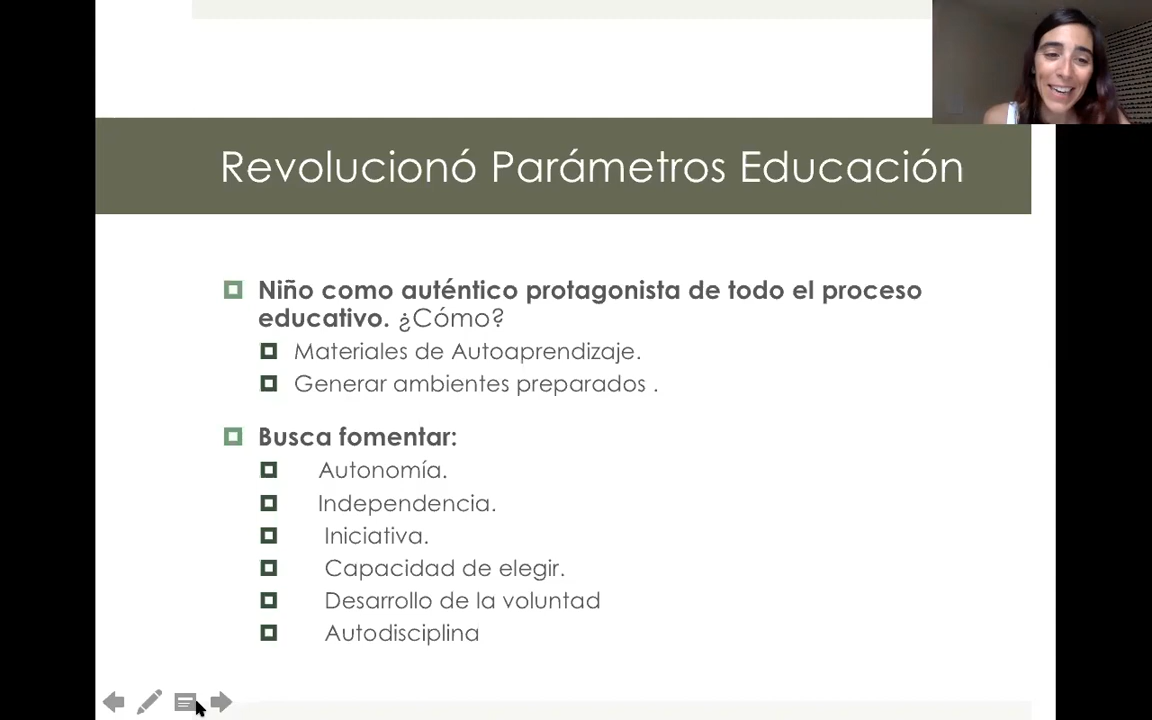 Revolucionó Parámetros Educación
Niño como auténtico protagonista de todo el proceso
educativo. ¿Cómo?
Materiales de Autoaprendizaje.
Generar ambientes preparados .
Busca fomentar:
Autonomía.
Independencia.
Iniciativa.
Capacidad de elegir.
Desarrollo de la voluntad
Autodisciplina